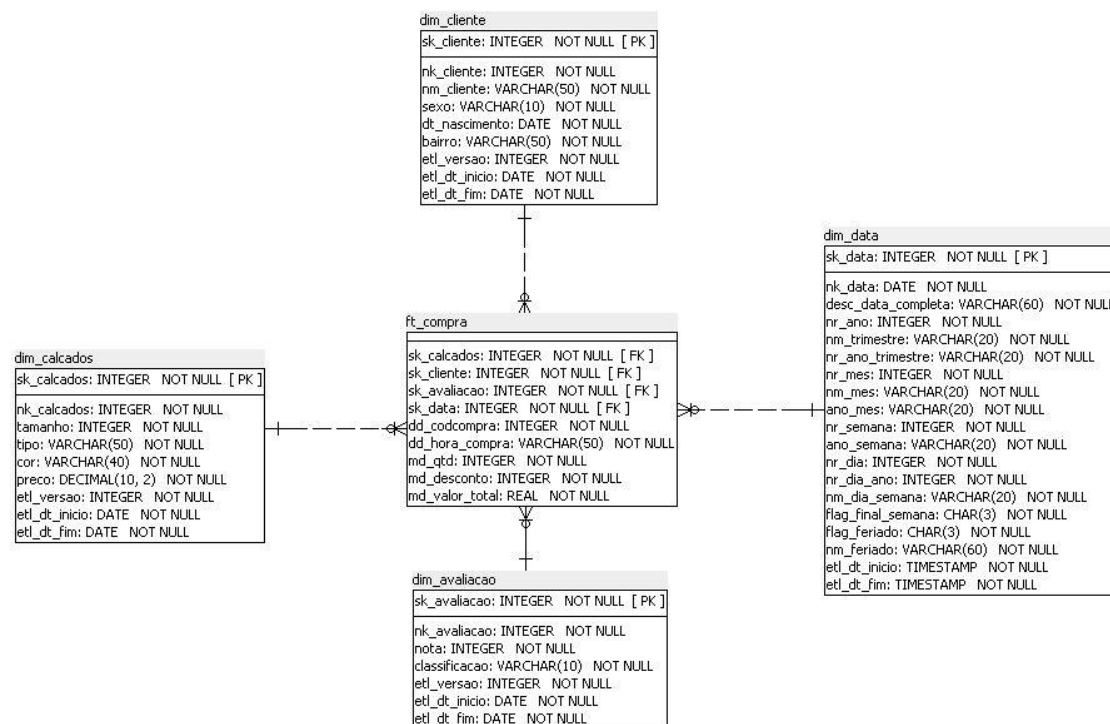 dim_cliente
sk_cliente: INTEGER NOT NULL [ PK ]
nk_cliente: INTEGER NOT NULL
nm_cliente: VARCHAR(50) NOT NULL
sexo: VARCHAR(10) NOT NULL
dt_nascimento: DATE NOT NULL
bairro: VARCHAR(50) NOT NULL
etl_versao: INTEGER NOT NULL
etl_dt_inicio: DATE NOT NULL
etl_dt_fim: DATE NOT NULL
dim_data
sk_data: INTEGER NOT NULL [ PK ]
nk_data: DATE NOT NULL
desc_data_completa: VARCHAR(60) NOT NULL
nr_ano: INTEGER NOT NULL
nm_trimestre: VARCHAR(20) NOT NULL
nr_ano_trimestre: VARCHAR(20) NOT NULL
nr_mes: INTEGER NOT NULL
nm_mes: VARCHAR(20) NOT NULL
ano_mes: VARCHAR(20) NOT NULL
nr_semana: INTEGER NOT NULL
ano_semana: VARCHAR(20) NOT NULL
nr_dia: INTEGER NOT NULL
nr_dia_ano: INTEGER NOT NULL
nm_dia_semana: VARCHAR(20) NOT NULL
flag_final_semana: CHAR(3) NOT NULL
flag_feriado: CHAR(3) NOT NULL
nm_feriado: VARCHAR(60) NOT NULL
etl_dt_inicio: TIMESTAMP NOT NULL
etl_dt_fim: TIMESTAMP NOT NULL
ft_compra
sk_calcados: INTEGER NOT NULL [ FK ]
sk_cliente: INTEGER NOT NULL [ FK ]
sk_avaliacao: INTEGER NOT NULL [ FK ]
sk_data: INTEGER NOT NULL [ FK ]
dd_codcompra: INTEGER NOT NULL
dd_hora_compra: VARCHAR(50) NOT NULL
md_qtd: INTEGER NOT NULL
md_desconto: INTEGER NOT NULL
md_valor_total: REAL NOT NULL
dim_calcados
sk_calcados: INTEGER NOT NULL [ PK ]
nk_calcados: INTEGER NOT NULL
tamanho: INTEGER NOT NULL
tipo: VARCHAR(50) NOT NULL
cor: VARCHAR(40) NOT NULL
preco: DECIMAL(10, 2) NOT NULL
etl_versao: INTEGER NOT NULL
etl_dt_inicio: DATE NOT NULL
etl_dt_fim: DATE NOT NULL
dim_avaliacao
sk_avaliacao: INTEGER NOT NULL [ PK ]
nk_avaliacao: INTEGER NOT NULL
nota: INTEGER NOT NULL
classificacao: VARCHAR(10) NOT NULL
etl_versao: INTEGER NOT NULL
etl_dt_inicio: DATE NOT NULL
etl_dt_fim: DATE NOT NULL